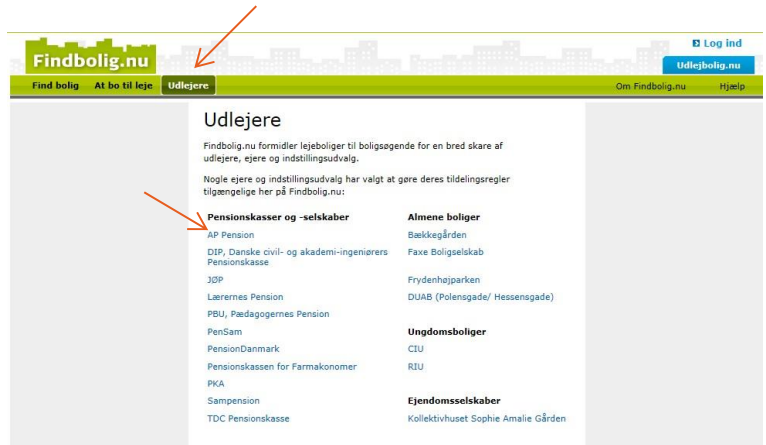 Findbolig.nu
Log ind
Udlejbolig.nu
Find bolig At bo til leje Udlejere Om Findbolig.nu Hjælp
Udlejere
Findbolig.nu formidler lejeboliger til boligsøgende for en bred skare af
udlejere, ejere og indstillingsudvalg.
Nogle ejere og indstillingsudvalg har valgt at gøre deres tildelingsregler
tilgængelige her på Findbolig.nu:
Pensionskasser og -selskaber
AP Pension
DIP, Danske civil- og akademi-ingeniørers
Pensionskasse
JØP
Lærernes Pension
PBU, Pædagogernes Pension
PenSam
PensionDanmark
Pensionskassen for Farmakonomer
PKA
Sampension
TDC Pensionskasse
Almene boliger
Bækkegården
Faxe Boligselskab
Frydenhøjparken
DUAB (Polensgade/ Hessensgade)
Ungdomsboliger
CIU
RIU
Ejendomsselskaber
Kollektivhuset Sophie Amalie Gården